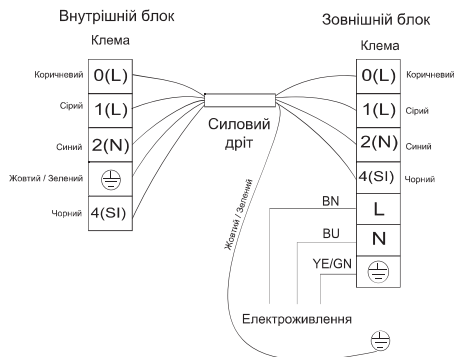 Внутрішній блок
Клема
Коричневий 0(L)
Сірий 1(L)
Синий 2(N)
Жовтий / Зелений
Чорний 4(SI)
Силовий
дріт
Жовтий / Зелений
Зовнішній блок
Клема
0(L) Коричневий
1(L) Сірий
2(N) Синий
4(SI) Чорний
BN L
BU N
YE/GN
Електроживлення